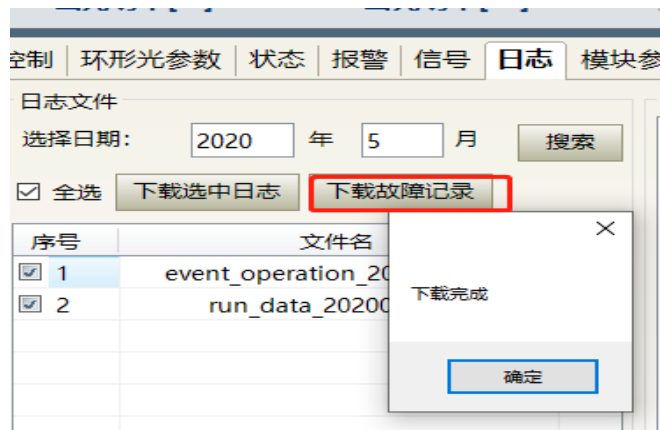 控制 环形光参数 状态 报警 信号 日志 模块参
日志文件
选择日期: 2020 年 5 月 搜索
全选 下载选中日志 下载故障记录
序号 文件名
1 event_operation_20
2 run_data_2020
下载完成
确定